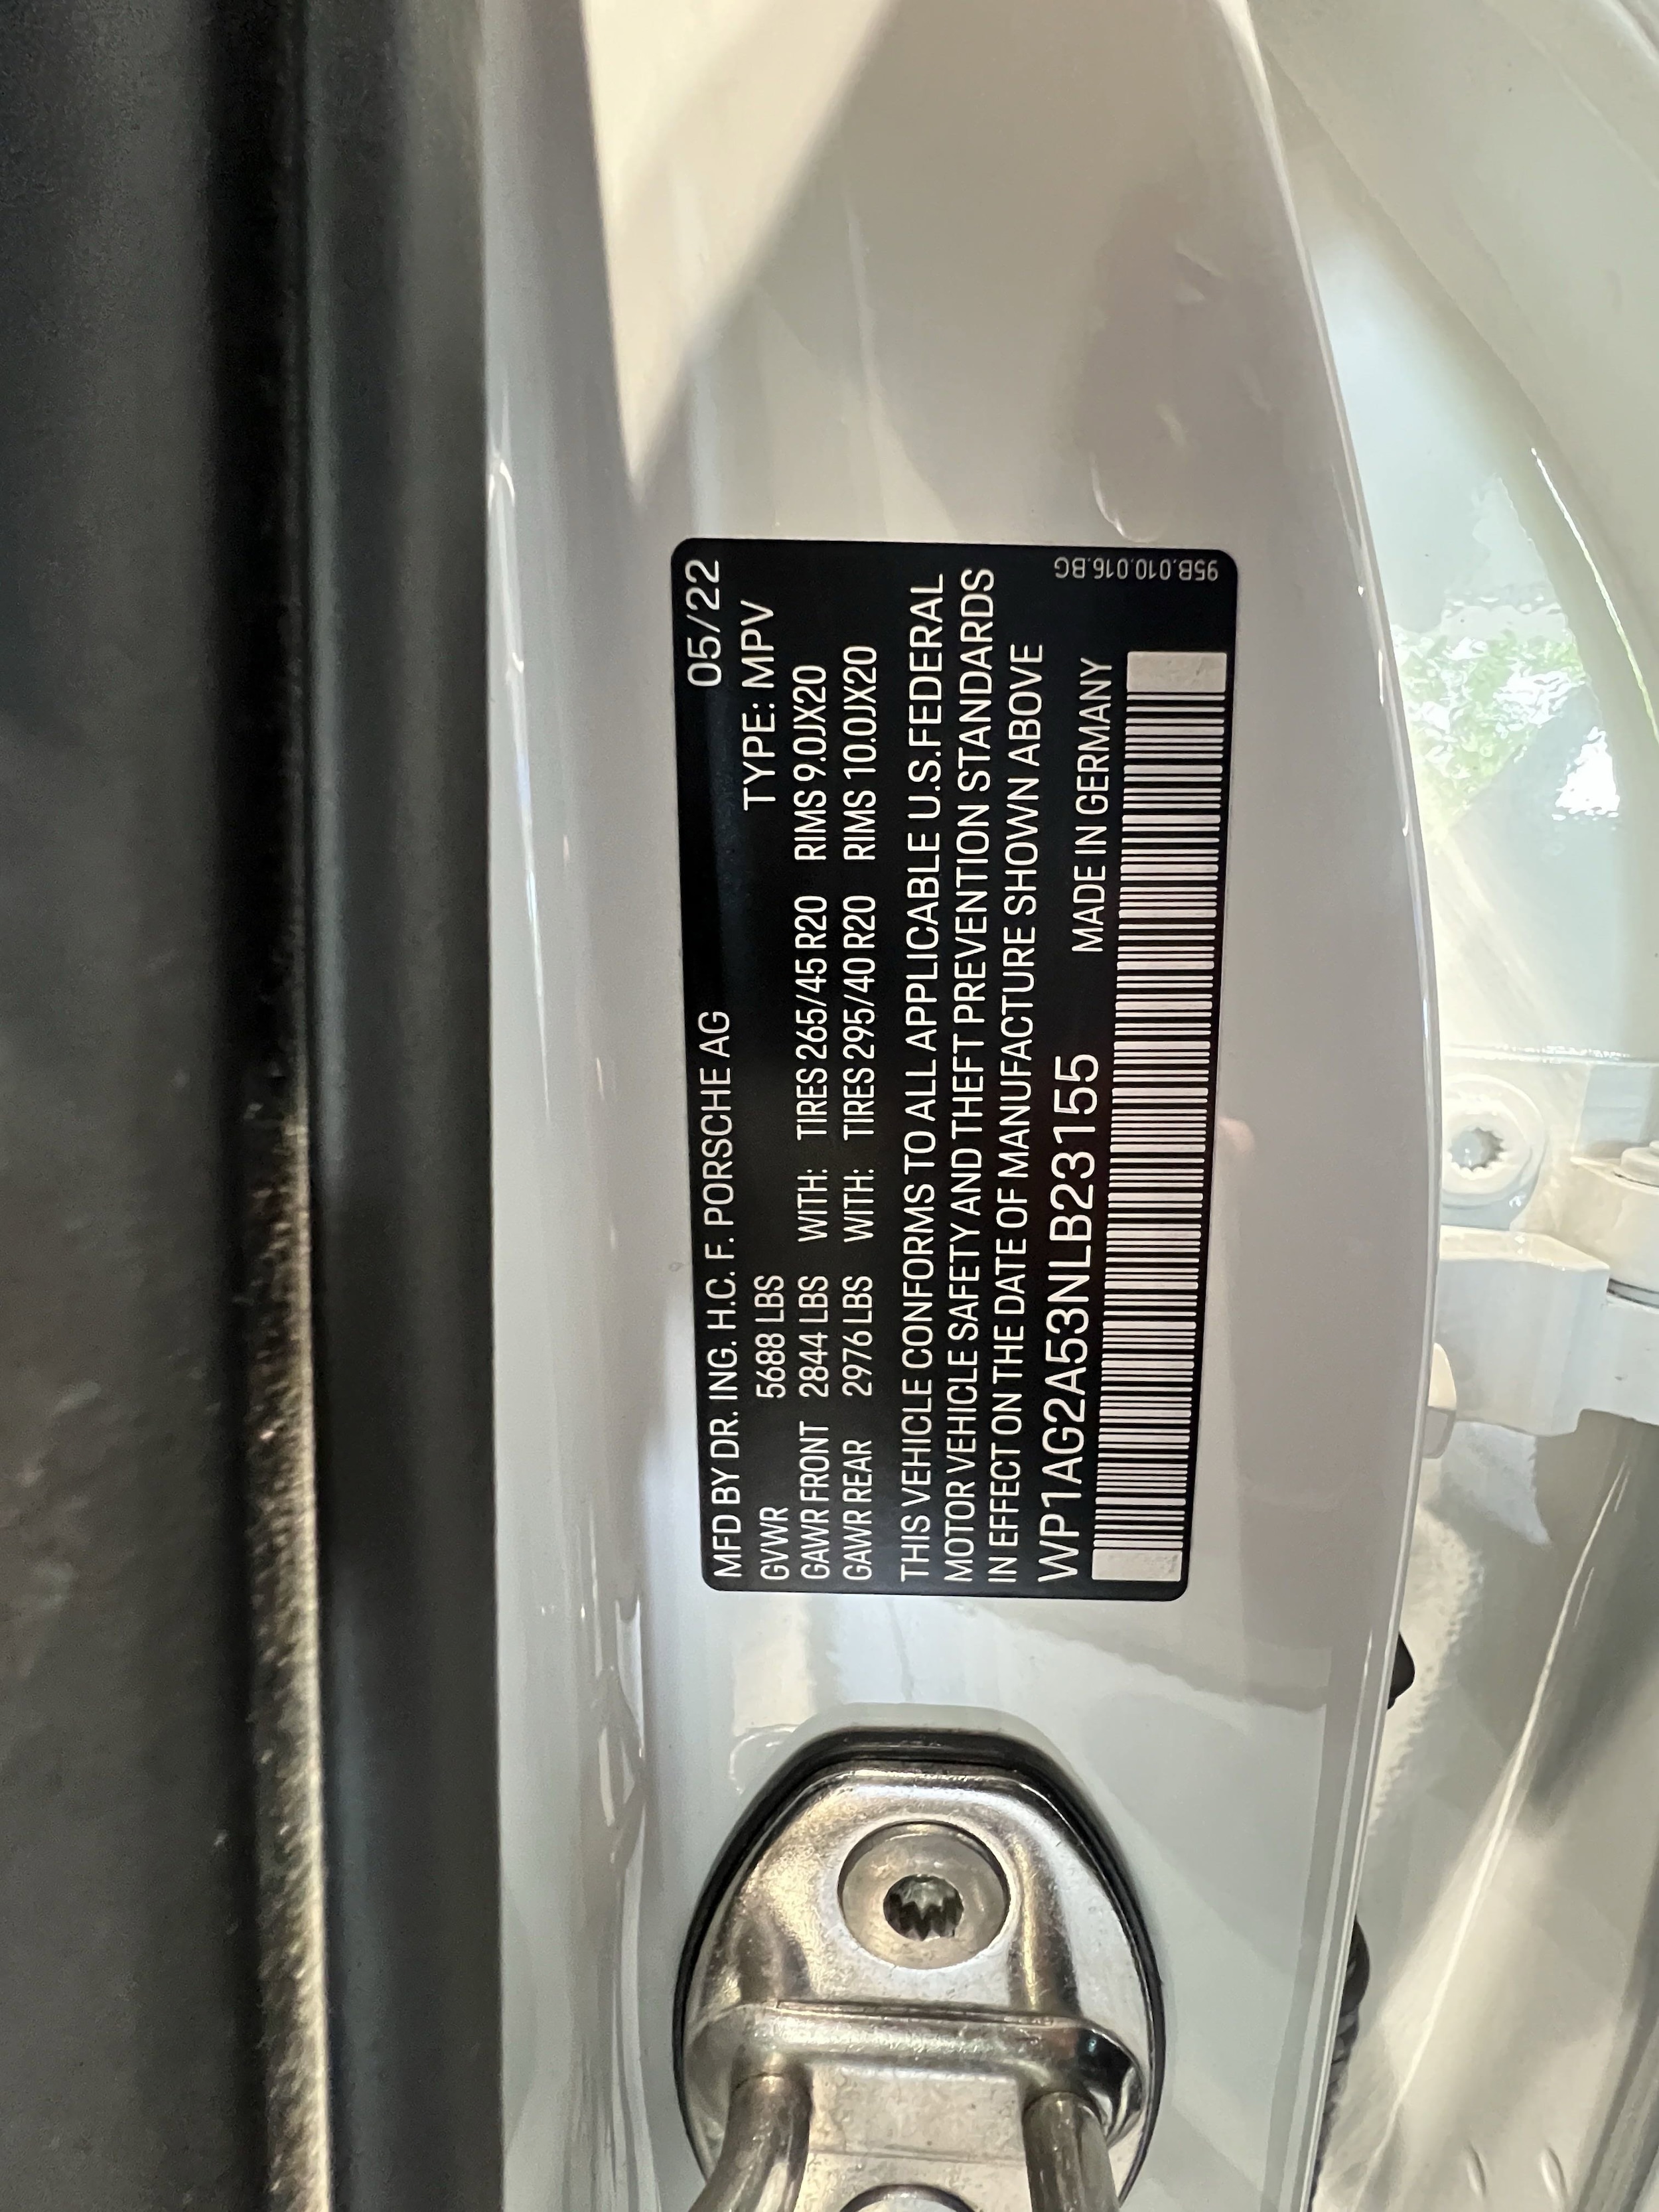 MFD BY DR. ING. H.C. F. PORSCHE AG 05/22
GVWR 5688 LBS TYPE: MPV
GAWR FRONT 2844 LBS WITH: TIRES 265/45 R20 RIMS 9.0JX20
GAWR REAR 2976 LBS WITH: TIRES 295/40 R20 RIMS 10.0JX20
THIS VEHICLE CONFORMS TO ALL APPLICABLE U.S.FEDERAL
MOTOR VEHICLE SAFETY AND THEFT PREVENTION STANDARDS
IN EFFECT ON THE DATE OF MANUFACTURE SHOWN ABOVE
WP1AG2A53NLB23155 MADE IN GERMANY
95B.010.016.BG